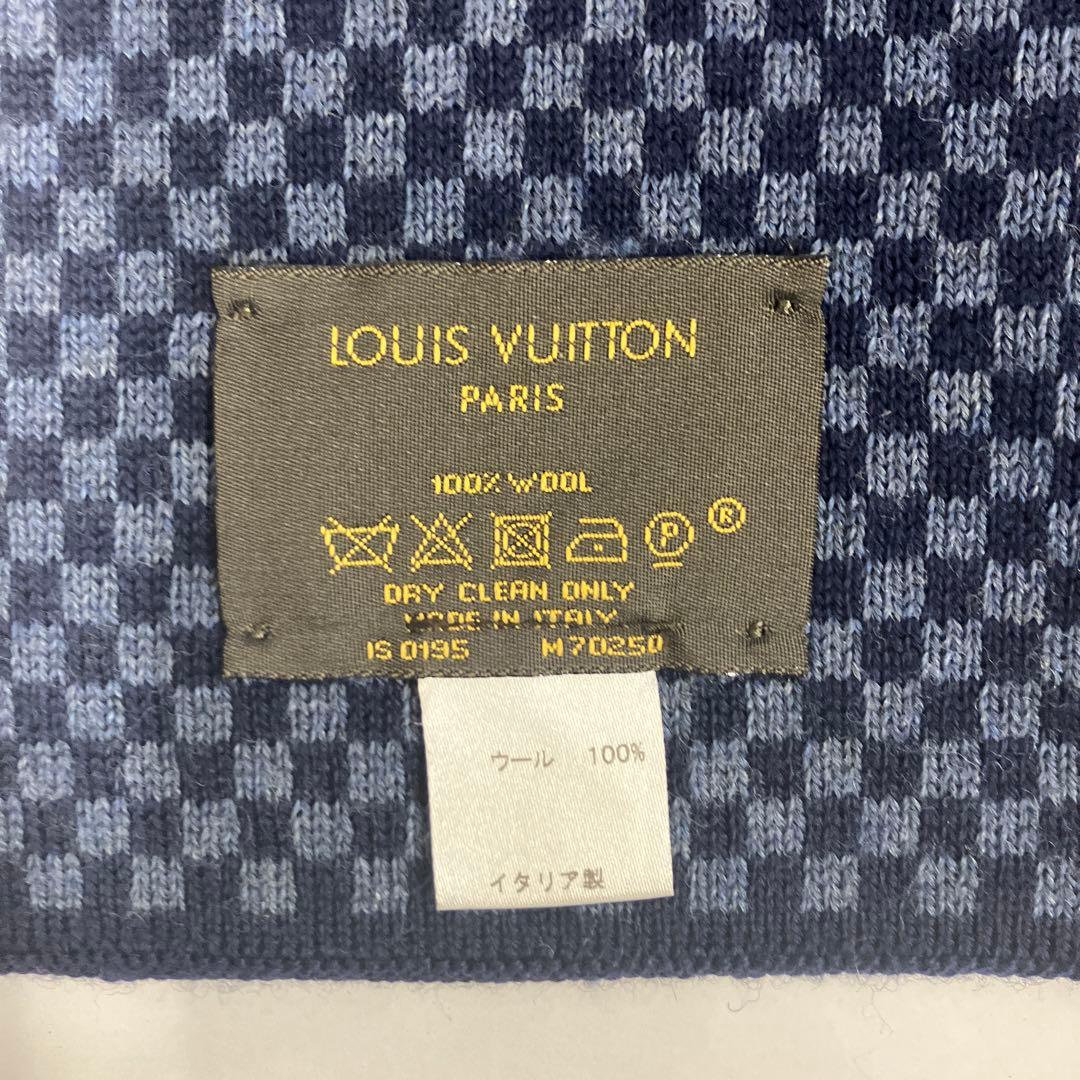 LOUIS VUITTON
PARIS
100% WOOL
P ®
DRY CLEAN ONLY
MADE IN ITALY
IS 0195 M70250
ウール 100%
イタリア製